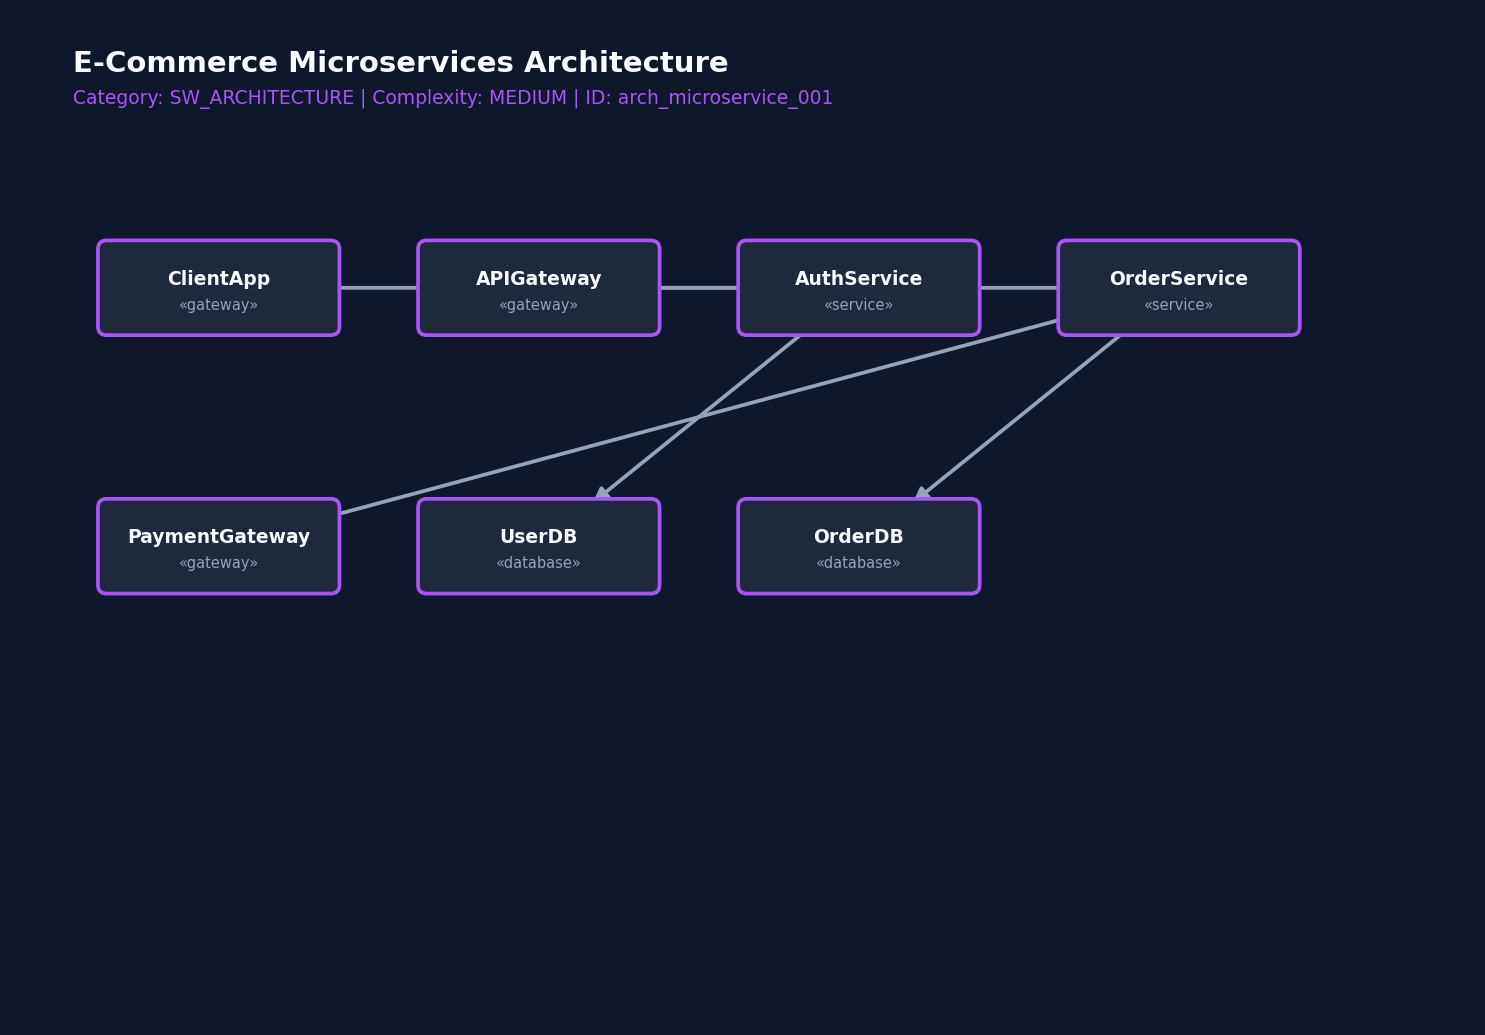 E-Commerce Microservices Architecture
Category: SW_ARCHITECTURE | Complexity: MEDIUM | ID: arch_microservice_001
ClientApp
«gateway»
APIGateway
«gateway»
AuthService
«service»
OrderService
«service»
PaymentGateway
«gateway»
UserDB
«database»
OrderDB
«database»